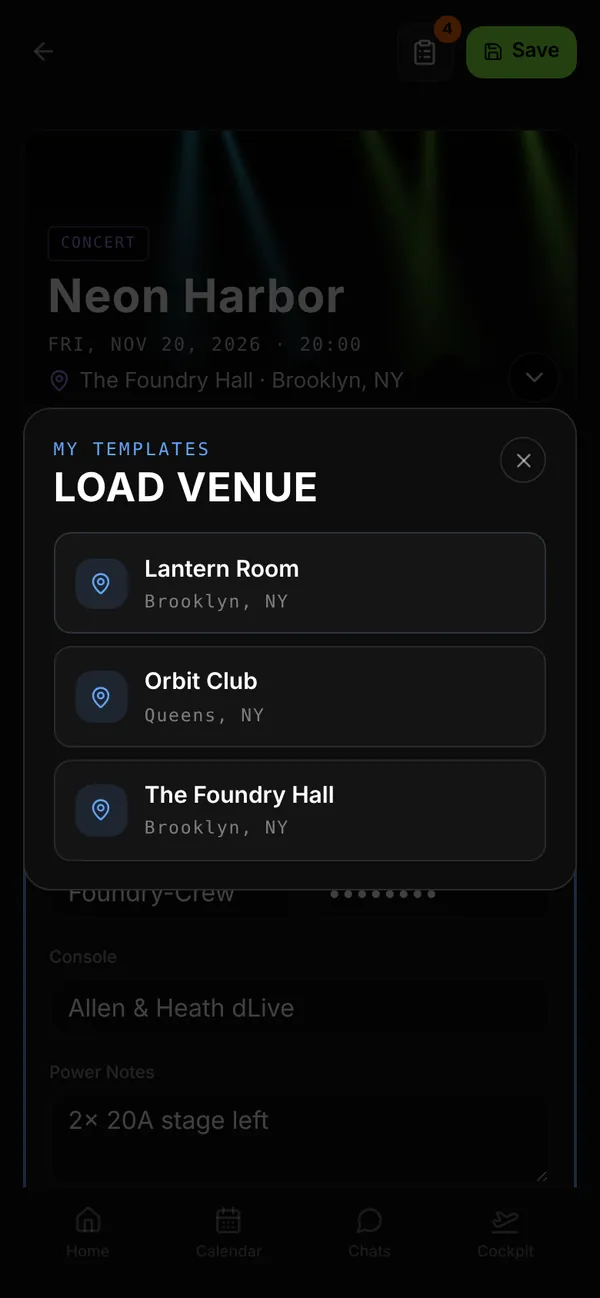 4
Save
CONCERT
Neon Harbor
FRI, NOV 20, 2026 · 20:00
The Foundry Hall · Brooklyn, NY
MY TEMPLATES
LOAD VENUE
Lantern Room
Brooklyn, NY
Orbit Club
Queens, NY
The Foundry Hall
Brooklyn, NY
Foundry-Crew ••••••••
Console
Allen & Heath dLive
Power Notes
2× 20A stage left
Home Calendar Chats Cockpit